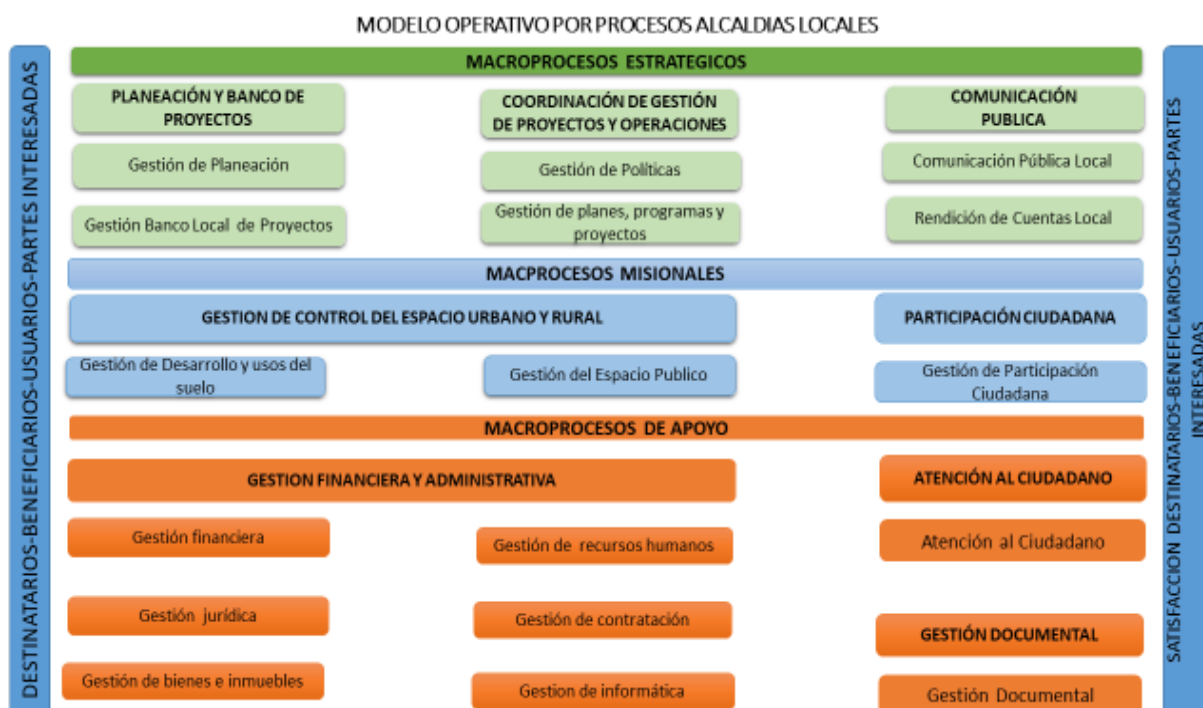 MODELO OPERATIVO POR PROCESOS ALCALDIAS LOCALES
DESTINATARIOS-BENEFICIARIOS-USUARIOS-PARTES INTERESADAS
MACROPROCESOS ESTRATEGICOS
PLANEACIÓN Y BANCO DE
PROYECTOS
COORDINACIÓN DE GESTIÓN
DE PROYECTOS Y OPERACIONES
COMUNICACIÓN
PUBLICA
Gestión de Planeación
Gestión de Políticas
Comunicación Pública Local
Gestión Banco Local de Proyectos
Gestión de planes, programas y
proyectos
Rendición de Cuentas Local
MACPROCESOS MISIONALES
GESTION DE CONTROL DEL ESPACIO URBANO Y RURAL
PARTICIPACIÓN CIUDADANA
Gestión de Desarrollo y usos del
suelo
Gestión del Espacio Publico
Gestión de Participación
Ciudadana
MACROPROCESOS DE APOYO
GESTION FINANCIERA Y ADMINISTRATIVA
ATENCIÓN AL CIUDADANO
Gestión financiera
Gestión de recursos humanos
Atención al Ciudadano
Gestión jurídica
Gestión de contratación
GESTIÓN DOCUMENTAL
Gestión de bienes e inmuebles
Gestion de informática
Gestión Documental
SATISFACCION DESTINATARIOS-BENEFICIARIOS-USUARIOS-PARTES
INTERESADAS